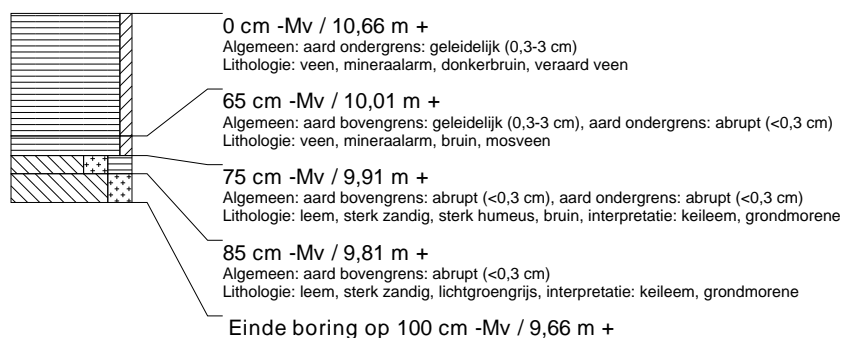 0 cm -Mv / 10,66 m +
Algemeen: aard ondergrens: geleidelijk (0,3-3 cm)
Lithologie: veen, mineraalarm, donkerbruin, veraard veen
65 cm -Mv / 10,01 m +
Algemeen: aard bovengrens: geleidelijk (0,3-3 cm), aard ondergrens: abrupt (<0,3 cm)
Lithologie: veen, mineraalarm, bruin, mosveen
75 cm -Mv / 9,91 m +
Algemeen: aard bovengrens: abrupt (<0,3 cm), aard ondergrens: abrupt (<0,3 cm)
Lithologie: leem, sterk zandig, sterk humeus, bruin, interpretatie: keileem, grondmorene
85 cm -Mv / 9,81 m +
Algemeen: aard bovengrens: abrupt (<0,3 cm)
Lithologie: leem, sterk zandig, lichtgroengrijs, interpretatie: keileem, grondmorene
Einde boring op 100 cm -Mv / 9,66 m +